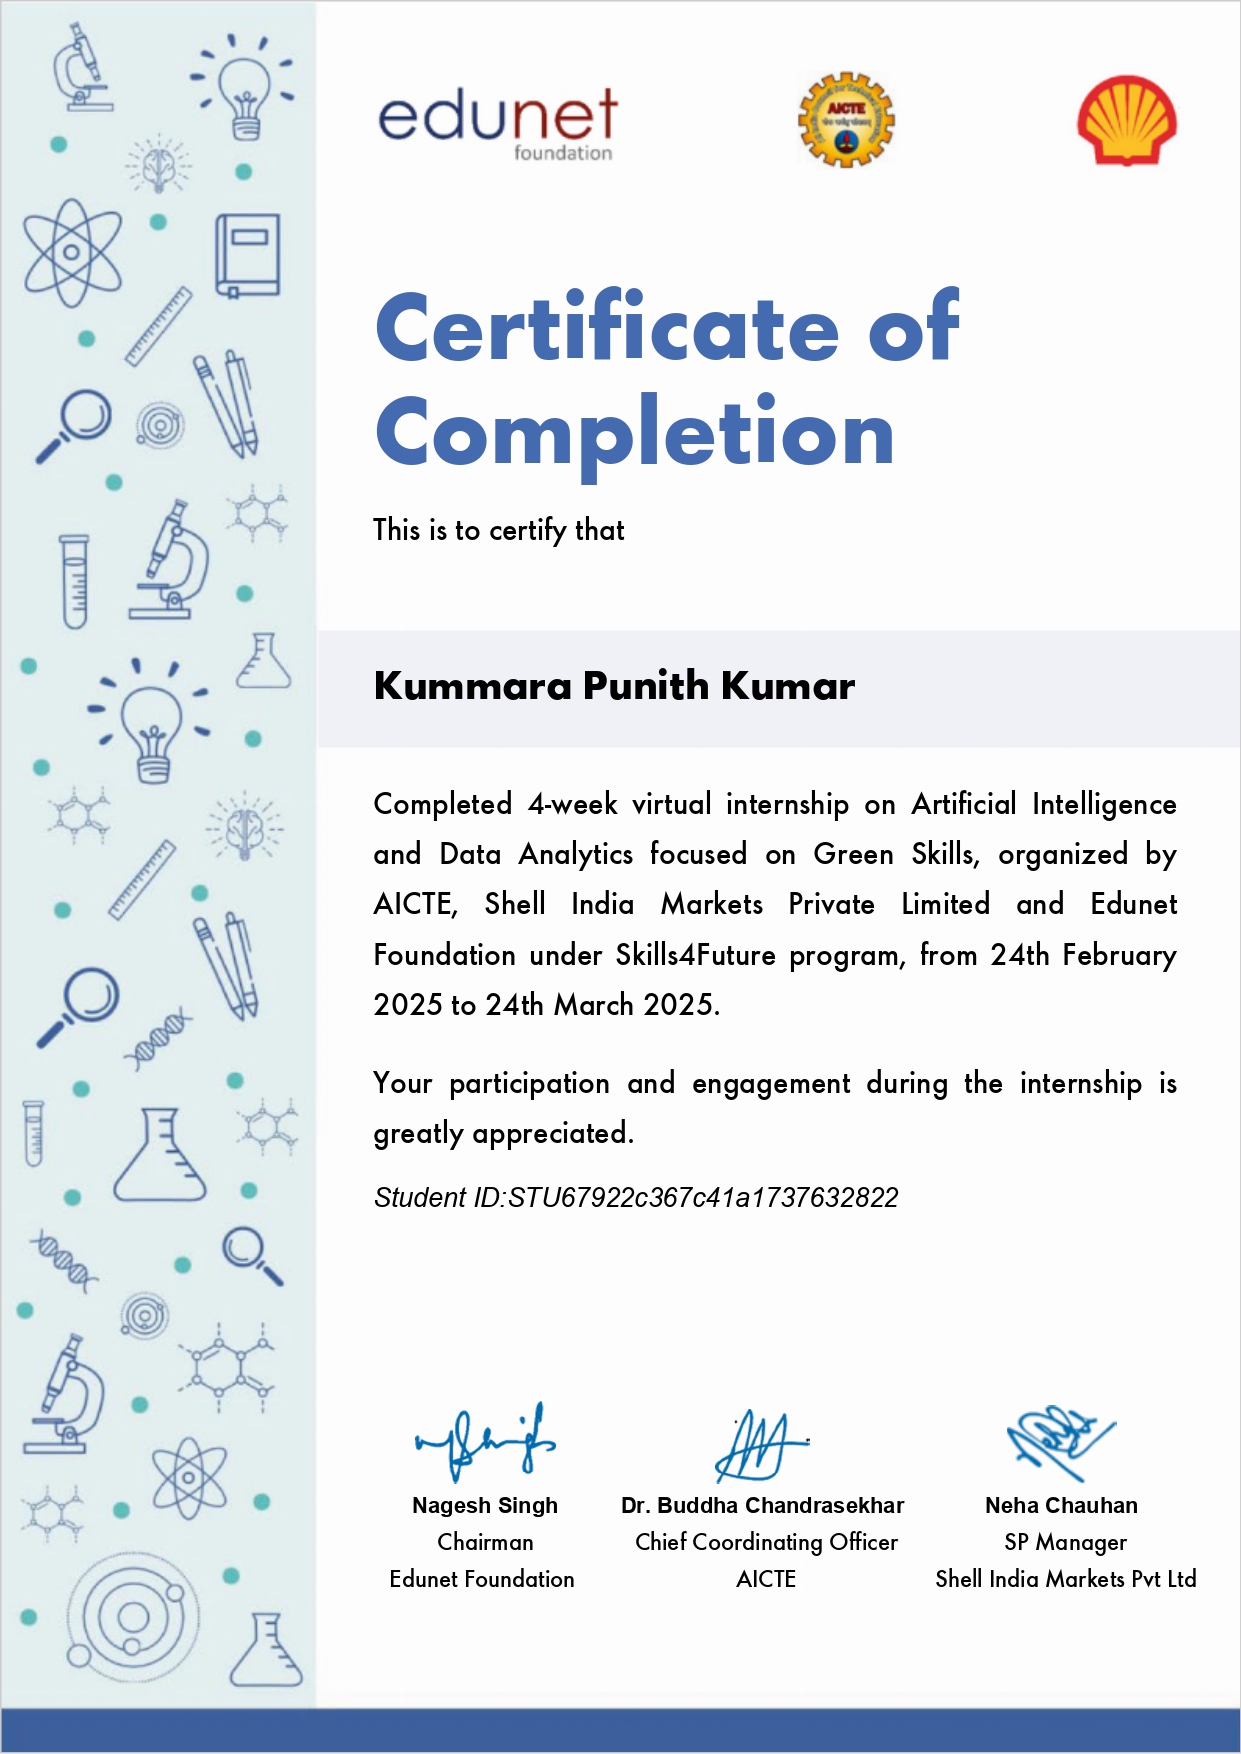 edunet
foundation
AICTE
Certificate of
Completion
This is to certify that
Kummara Punith Kumar
Completed 4-week virtual internship on Artificial Intelligence
and Data Analytics focused on Green Skills, organized by
AICTE, Shell India Markets Private Limited and Edunet
Foundation under Skills4Future program, from 24th February
2025 to 24th March 2025.
Your participation and engagement during the internship is
greatly appreciated.
Student ID:STU67922c367c41a1737632822
Nagesh Singh
Chairman
Edunet Foundation
Dr. Buddha Chandrasekhar
Chief Coordinating Officer
AICTE
Neha Chauhan
SP Manager
Shell India Markets Pvt Ltd